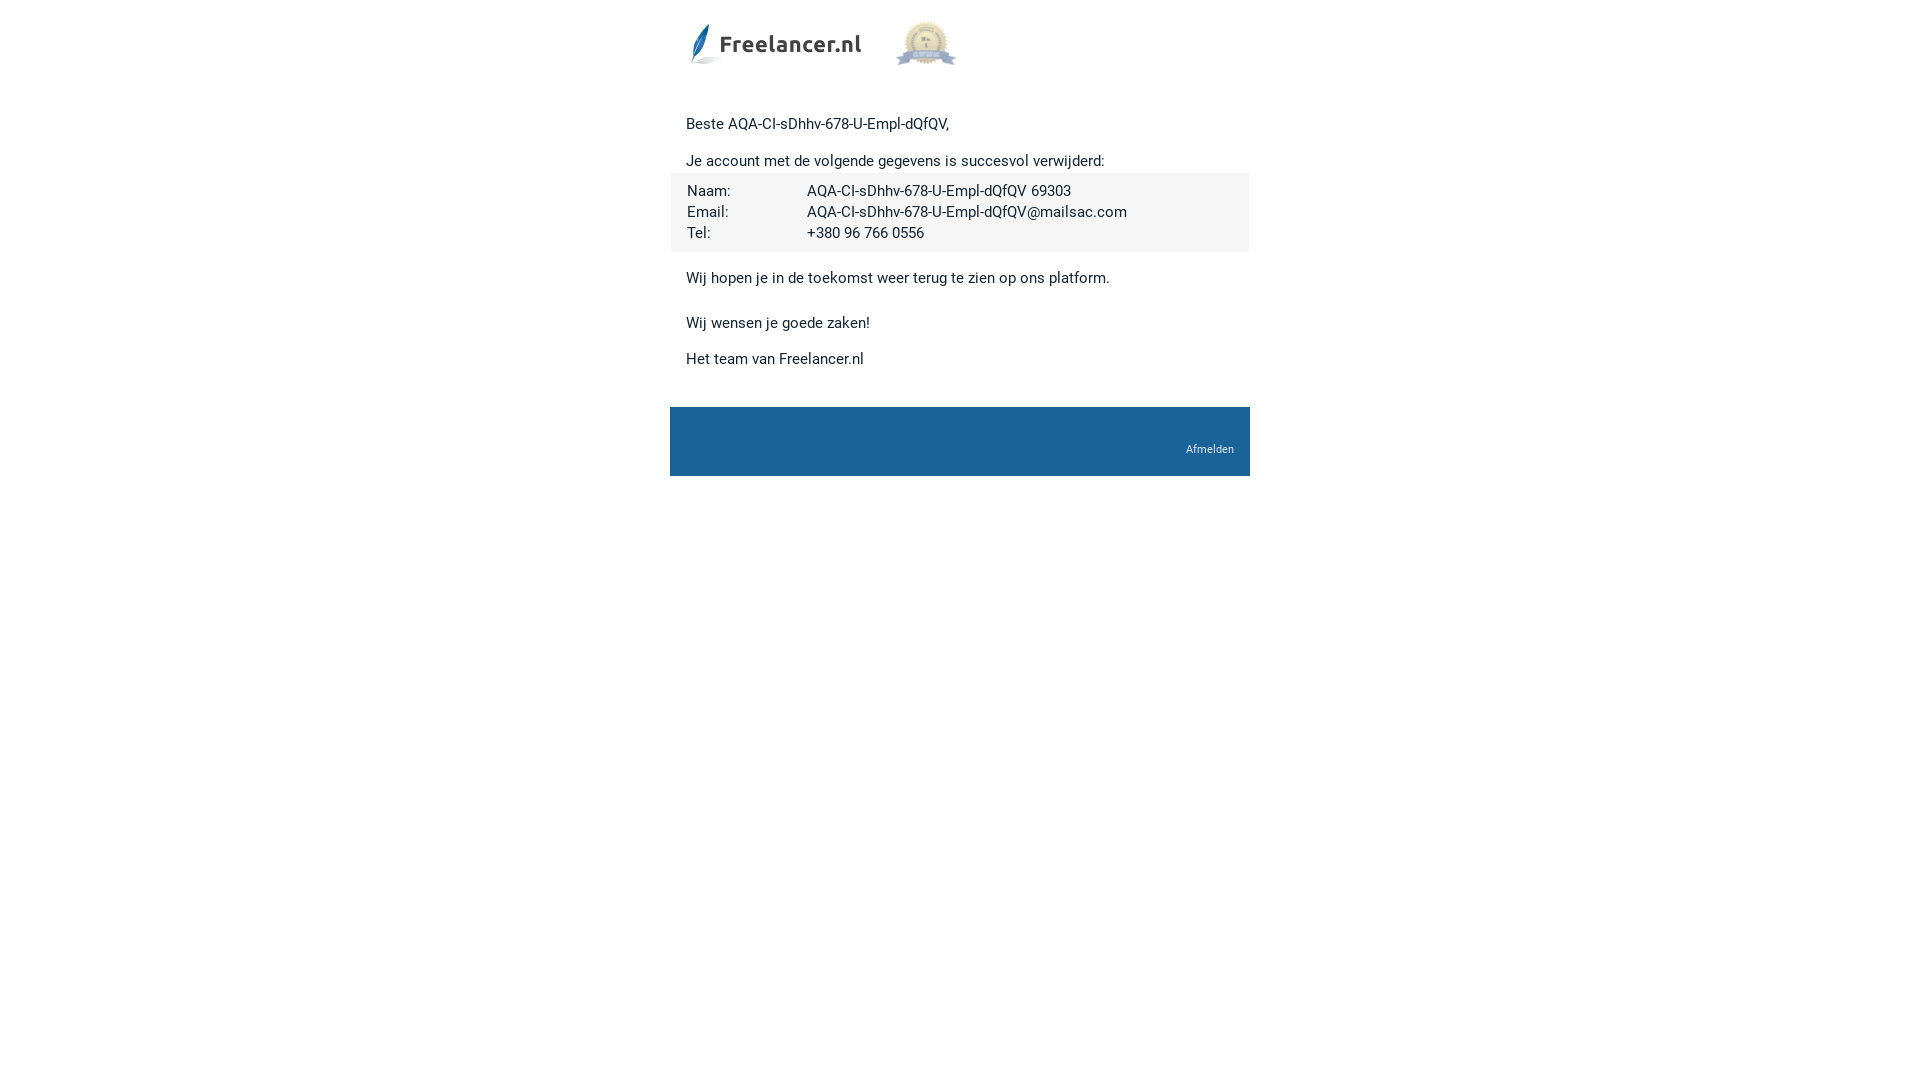 Freelancer.nl
Beste AQA-CI-sDhhv-678-U-Empl-dQfQV,
Je account met de volgende gegevens is succesvol verwijderd:
Naam: AQA-CI-sDhhv-678-U-Empl-dQfQV 69303
Email: AQA-CI-sDhhv-678-U-Empl-dQfQV@mailsac.com
Tel: +380 96 766 0556
Wij hopen je in de toekomst weer terug te zien op ons platform.
Wij wensen je goede zaken!
Het team van Freelancer.nl
Afmelden